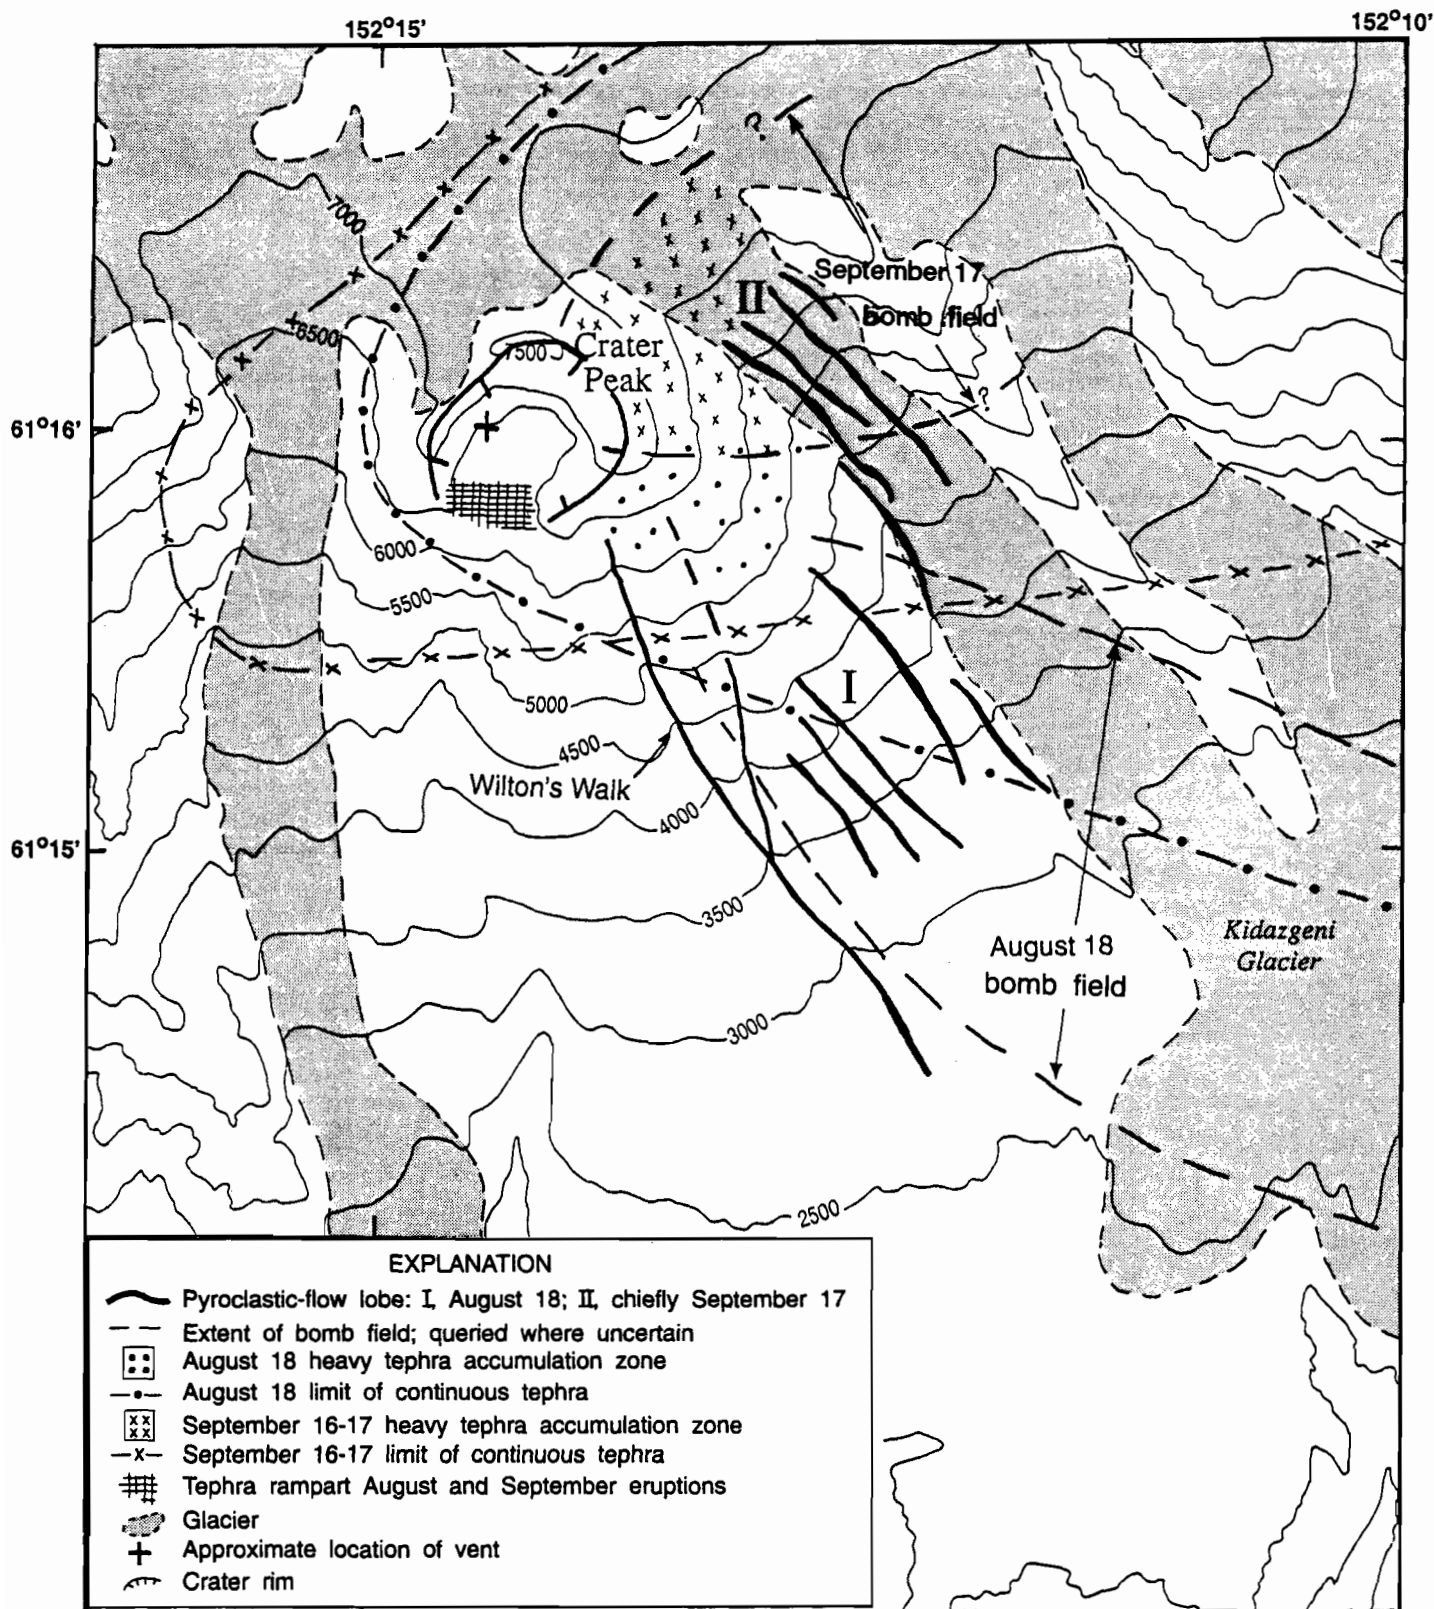 152°15'
152°10'
?
7000
September 17
II
bomb field
6500
7500
Crater
Peak
?
61°16'
6000
5500
I
5000
4500
Wilton's Walk
4000
61°15'
3500
Kidazgeni
Glacier
August 18
bomb field
3000
2500
EXPLANATION
Pyroclastic-flow lobe: I, August 18; II, chiefly September 17
Extent of bomb field; queried where uncertain
August 18 heavy tephra accumulation zone
August 18 limit of continuous tephra
September 16-17 heavy tephra accumulation zone
September 16-17 limit of continuous tephra
Tephra rampart August and September eruptions
Glacier
Approximate location of vent
Crater rim